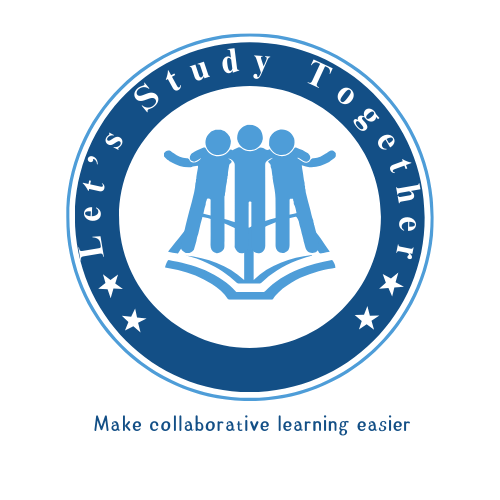 Let's Study Together
Make collaborative learning easier